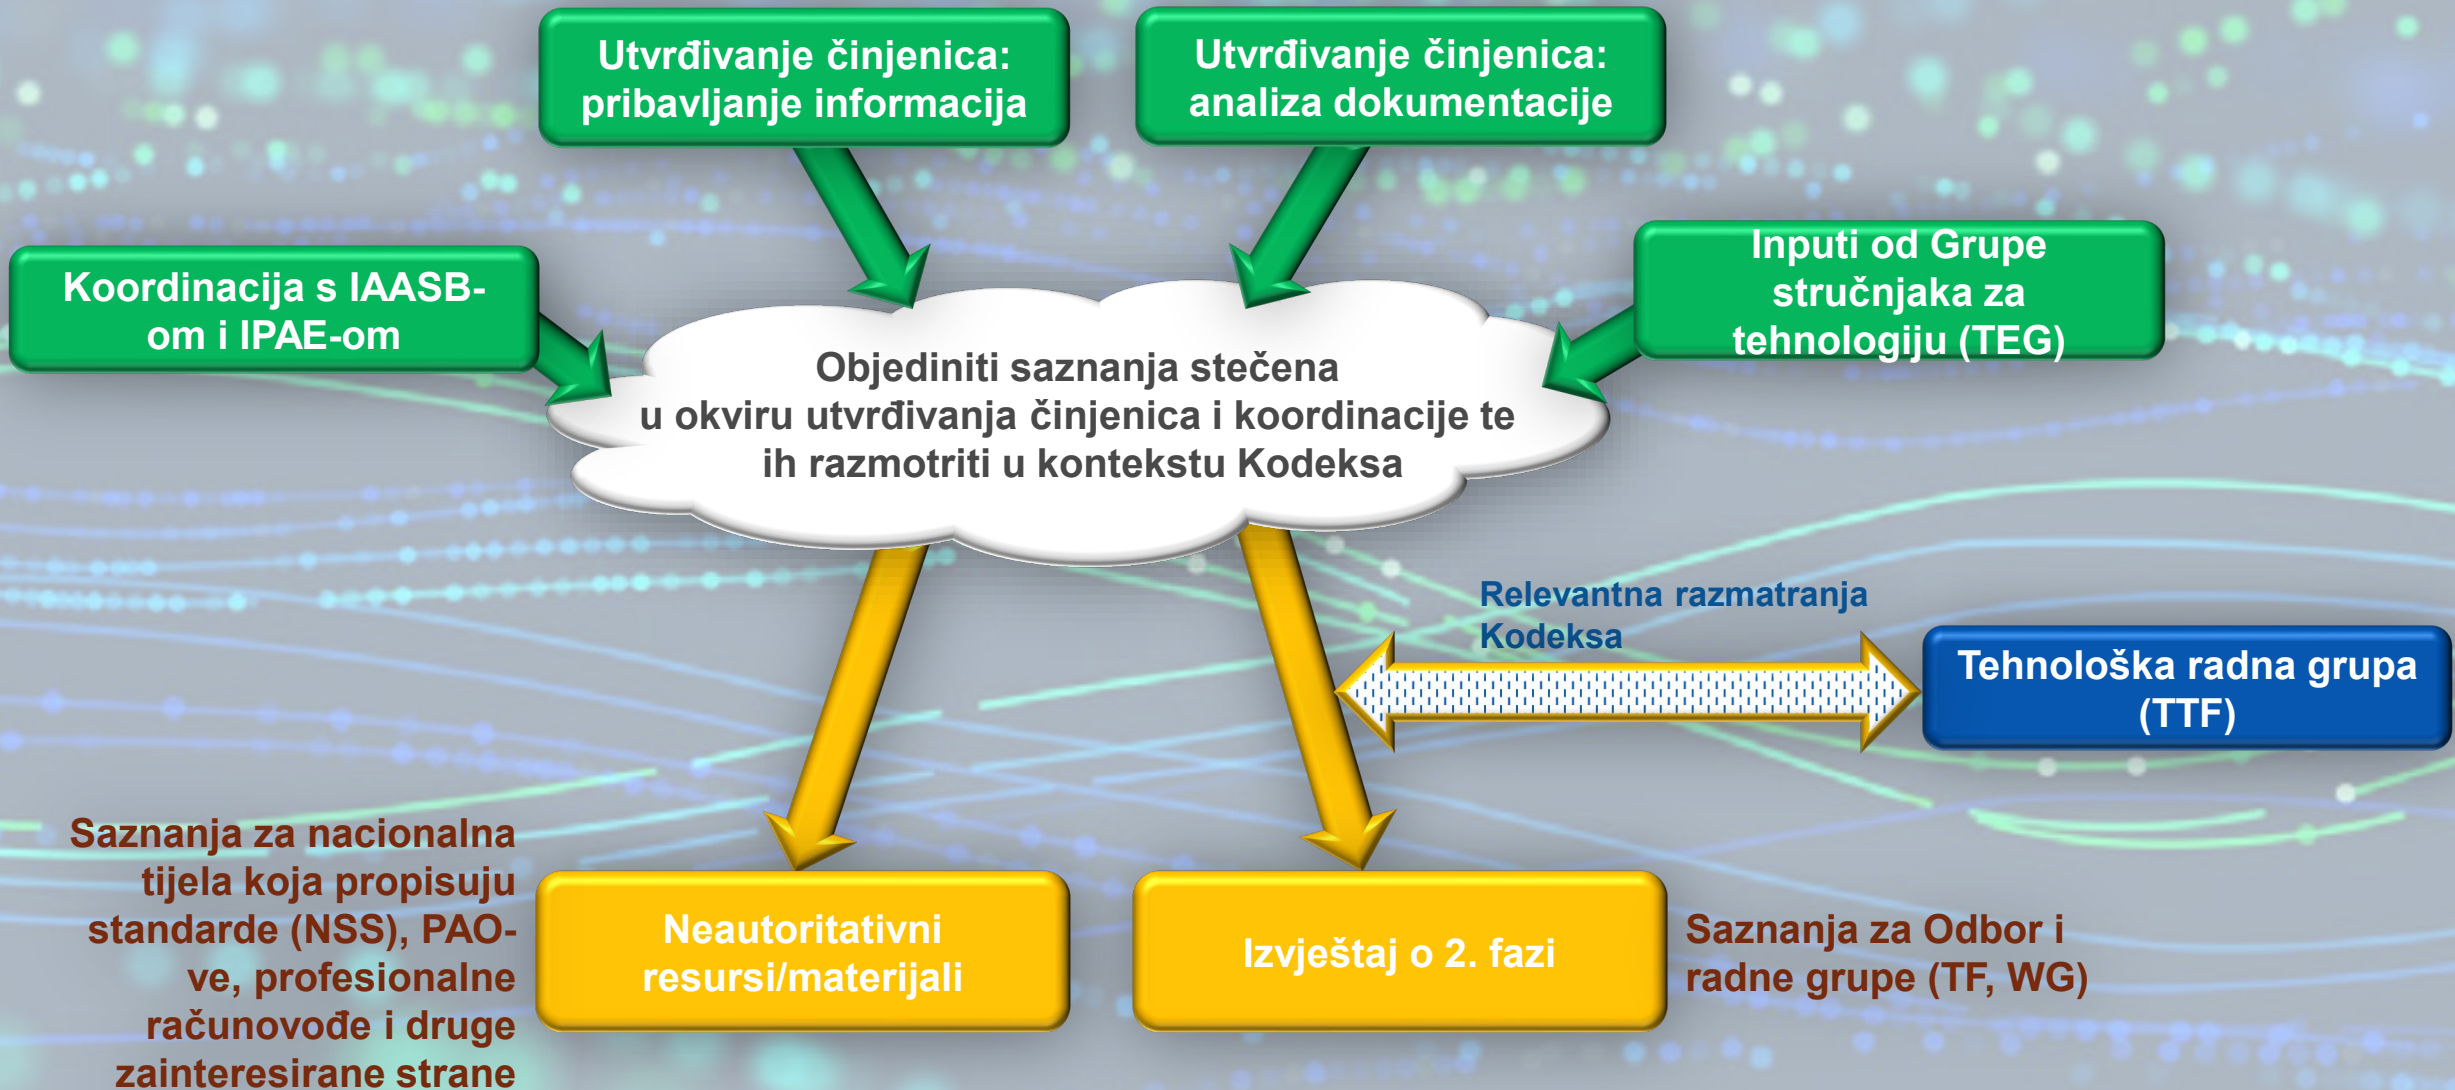 Utvrđivanje činjenica:
pribavljanje informacija
Utvrđivanje činjenica:
analiza dokumentacije
Koordinacija s IAASB-
om i IPAE-om
Inputi od Grupe
stručnjaka za
tehnologiju (TEG)
Objediniti saznanja stečena
u okviru utvrđivanja činjenica i koordinacije te
ih razmotriti u kontekstu Kodeksa
Relevantna razmatranja
Kodeksa
Tehnološka radna grupa
(TTF)
Saznanja za nacionalna
tijela koja propisuju
standarde (NSS), PAO-
ve, profesionalne
računovođe i druge
zainteresirane strane
Neautoritativni
resursi/materijali
Izvještaj o 2. fazi
Saznanja za Odbor i
radne grupe (TF, WG)